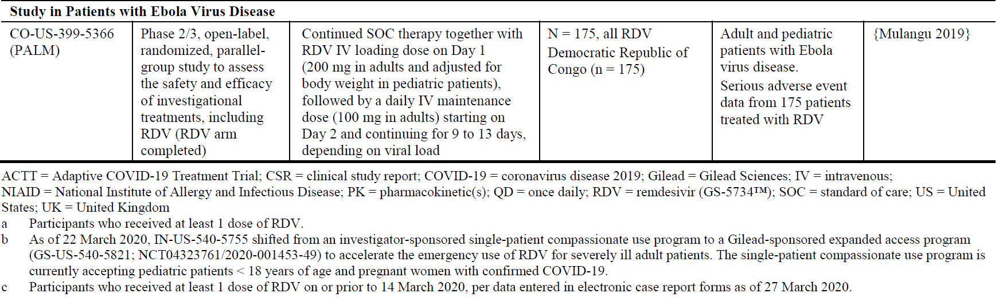 Study in Patients with Ebola Virus Disease
CO-US-399-5366
(PALM)
Phase 2/3, open-label,
randomized, parallel-
group study to assess
the safety and efficacy
of investigational
treatments, including
RDV (RDV arm
completed)
Continued SOC therapy together with
RDV IV loading dose on Day 1
(200 mg in adults and adjusted for
body weight in pediatric patients),
followed by a daily IV maintenance
dose (100 mg in adults) starting on
Day 2 and continuing for 9 to 13 days,
depending on viral load
N = 175, all RDV
Democratic Republic of
Congo (n = 175)
Adult and pediatric
patients with Ebola
virus disease.
Serious adverse event
data from 175 patients
treated with RDV
{Mulangu 2019}
ACTT = Adaptive COVID-19 Treatment Trial; CSR = clinical study report; COVID-19 = coronavirus disease 2019; Gilead = Gilead Sciences; IV = intravenous;
NIAID = National Institute of Allergy and Infectious Disease; PK = pharmacokinetic(s); QD = once daily; RDV = remdesivir (GS-5734™); SOC = standard of care; US = United
States; UK = United Kingdom
a Participants who received at least 1 dose of RDV.
b As of 22 March 2020, IN-US-540-5755 shifted from an investigator-sponsored single-patient compassionate use program to a Gilead-sponsored expanded access program
(GS-US-540-5821; NCT04323761/2020-001453-49) to accelerate the emergency use of RDV for severely ill adult patients. The single-patient compassionate use program is
currently accepting pediatric patients < 18 years of age and pregnant women with confirmed COVID-19.
c Participants who received at least 1 dose of RDV on or prior to 14 March 2020, per data entered in electronic case report forms as of 27 March 2020.